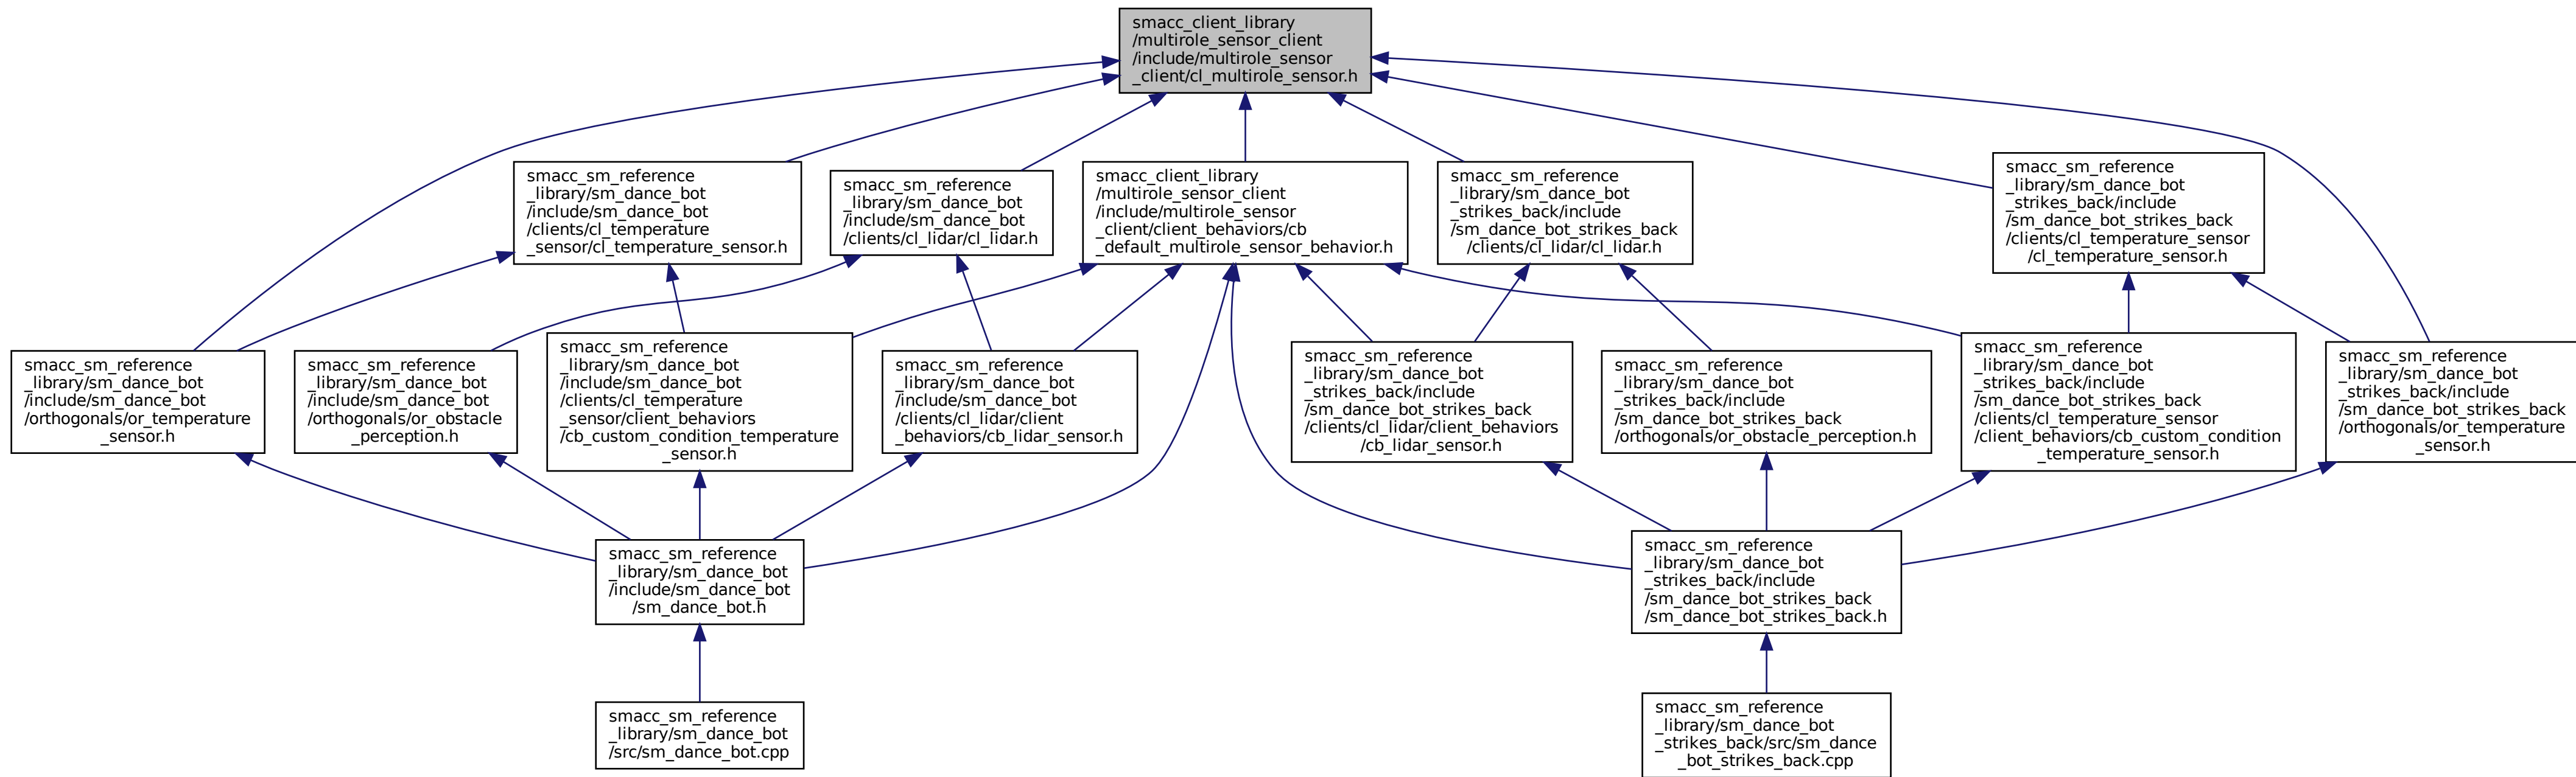 smacc_client_library
/multirole_sensor_client
/include/multirole_sensor
_client/cl_multirole_sensor.h
smacc_sm_reference
_library/sm_dance_bot
/include/sm_dance_bot
/clients/cl_temperature
_sensor/cl_temperature_sensor.h
smacc_sm_reference
_library/sm_dance_bot
/include/sm_dance_bot
/clients/cl_lidar/cl_lidar.h
smacc_client_library
/multirole_sensor_client
/include/multirole_sensor
_client/client_behaviors/cb
_default_multirole_sensor_behavior.h
smacc_sm_reference
_library/sm_dance_bot
_strikes_back/include
/sm_dance_bot_strikes_back
/clients/cl_lidar/cl_lidar.h
smacc_sm_reference
_library/sm_dance_bot
_strikes_back/include
/sm_dance_bot_strikes_back
/clients/cl_temperature_sensor
/cl_temperature_sensor.h
smacc_sm_reference
_library/sm_dance_bot
/include/sm_dance_bot
/orthogonals/or_temperature
_sensor.h
smacc_sm_reference
_library/sm_dance_bot
/include/sm_dance_bot
/orthogonals/or_obstacle
_perception.h
smacc_sm_reference
_library/sm_dance_bot
/include/sm_dance_bot
/clients/cl_temperature
_sensor/client_behaviors
/cb_custom_condition_temperature
_sensor.h
smacc_sm_reference
_library/sm_dance_bot
/include/sm_dance_bot
/clients/cl_lidar/client
_behaviors/cb_lidar_sensor.h
smacc_sm_reference
_library/sm_dance_bot
_strikes_back/include
/sm_dance_bot_strikes_back
/clients/cl_lidar/client_behaviors
/cb_lidar_sensor.h
smacc_sm_reference
_library/sm_dance_bot
_strikes_back/include
/sm_dance_bot_strikes_back
/orthogonals/or_obstacle_perception.h
smacc_sm_reference
_library/sm_dance_bot
_strikes_back/include
/sm_dance_bot_strikes_back
/clients/cl_temperature_sensor
/client_behaviors/cb_custom_condition
_temperature_sensor.h
smacc_sm_reference
_library/sm_dance_bot
_strikes_back/include
/sm_dance_bot_strikes_back
/orthogonals/or_temperature
_sensor.h
smacc_sm_reference
_library/sm_dance_bot
/include/sm_dance_bot
/sm_dance_bot.h
smacc_sm_reference
_library/sm_dance_bot
_strikes_back/include
/sm_dance_bot_strikes_back
/sm_dance_bot_strikes_back.h
smacc_sm_reference
_library/sm_dance_bot
/src/sm_dance_bot.cpp
smacc_sm_reference
_library/sm_dance_bot
_strikes_back/src/sm_dance
_bot_strikes_back.cpp